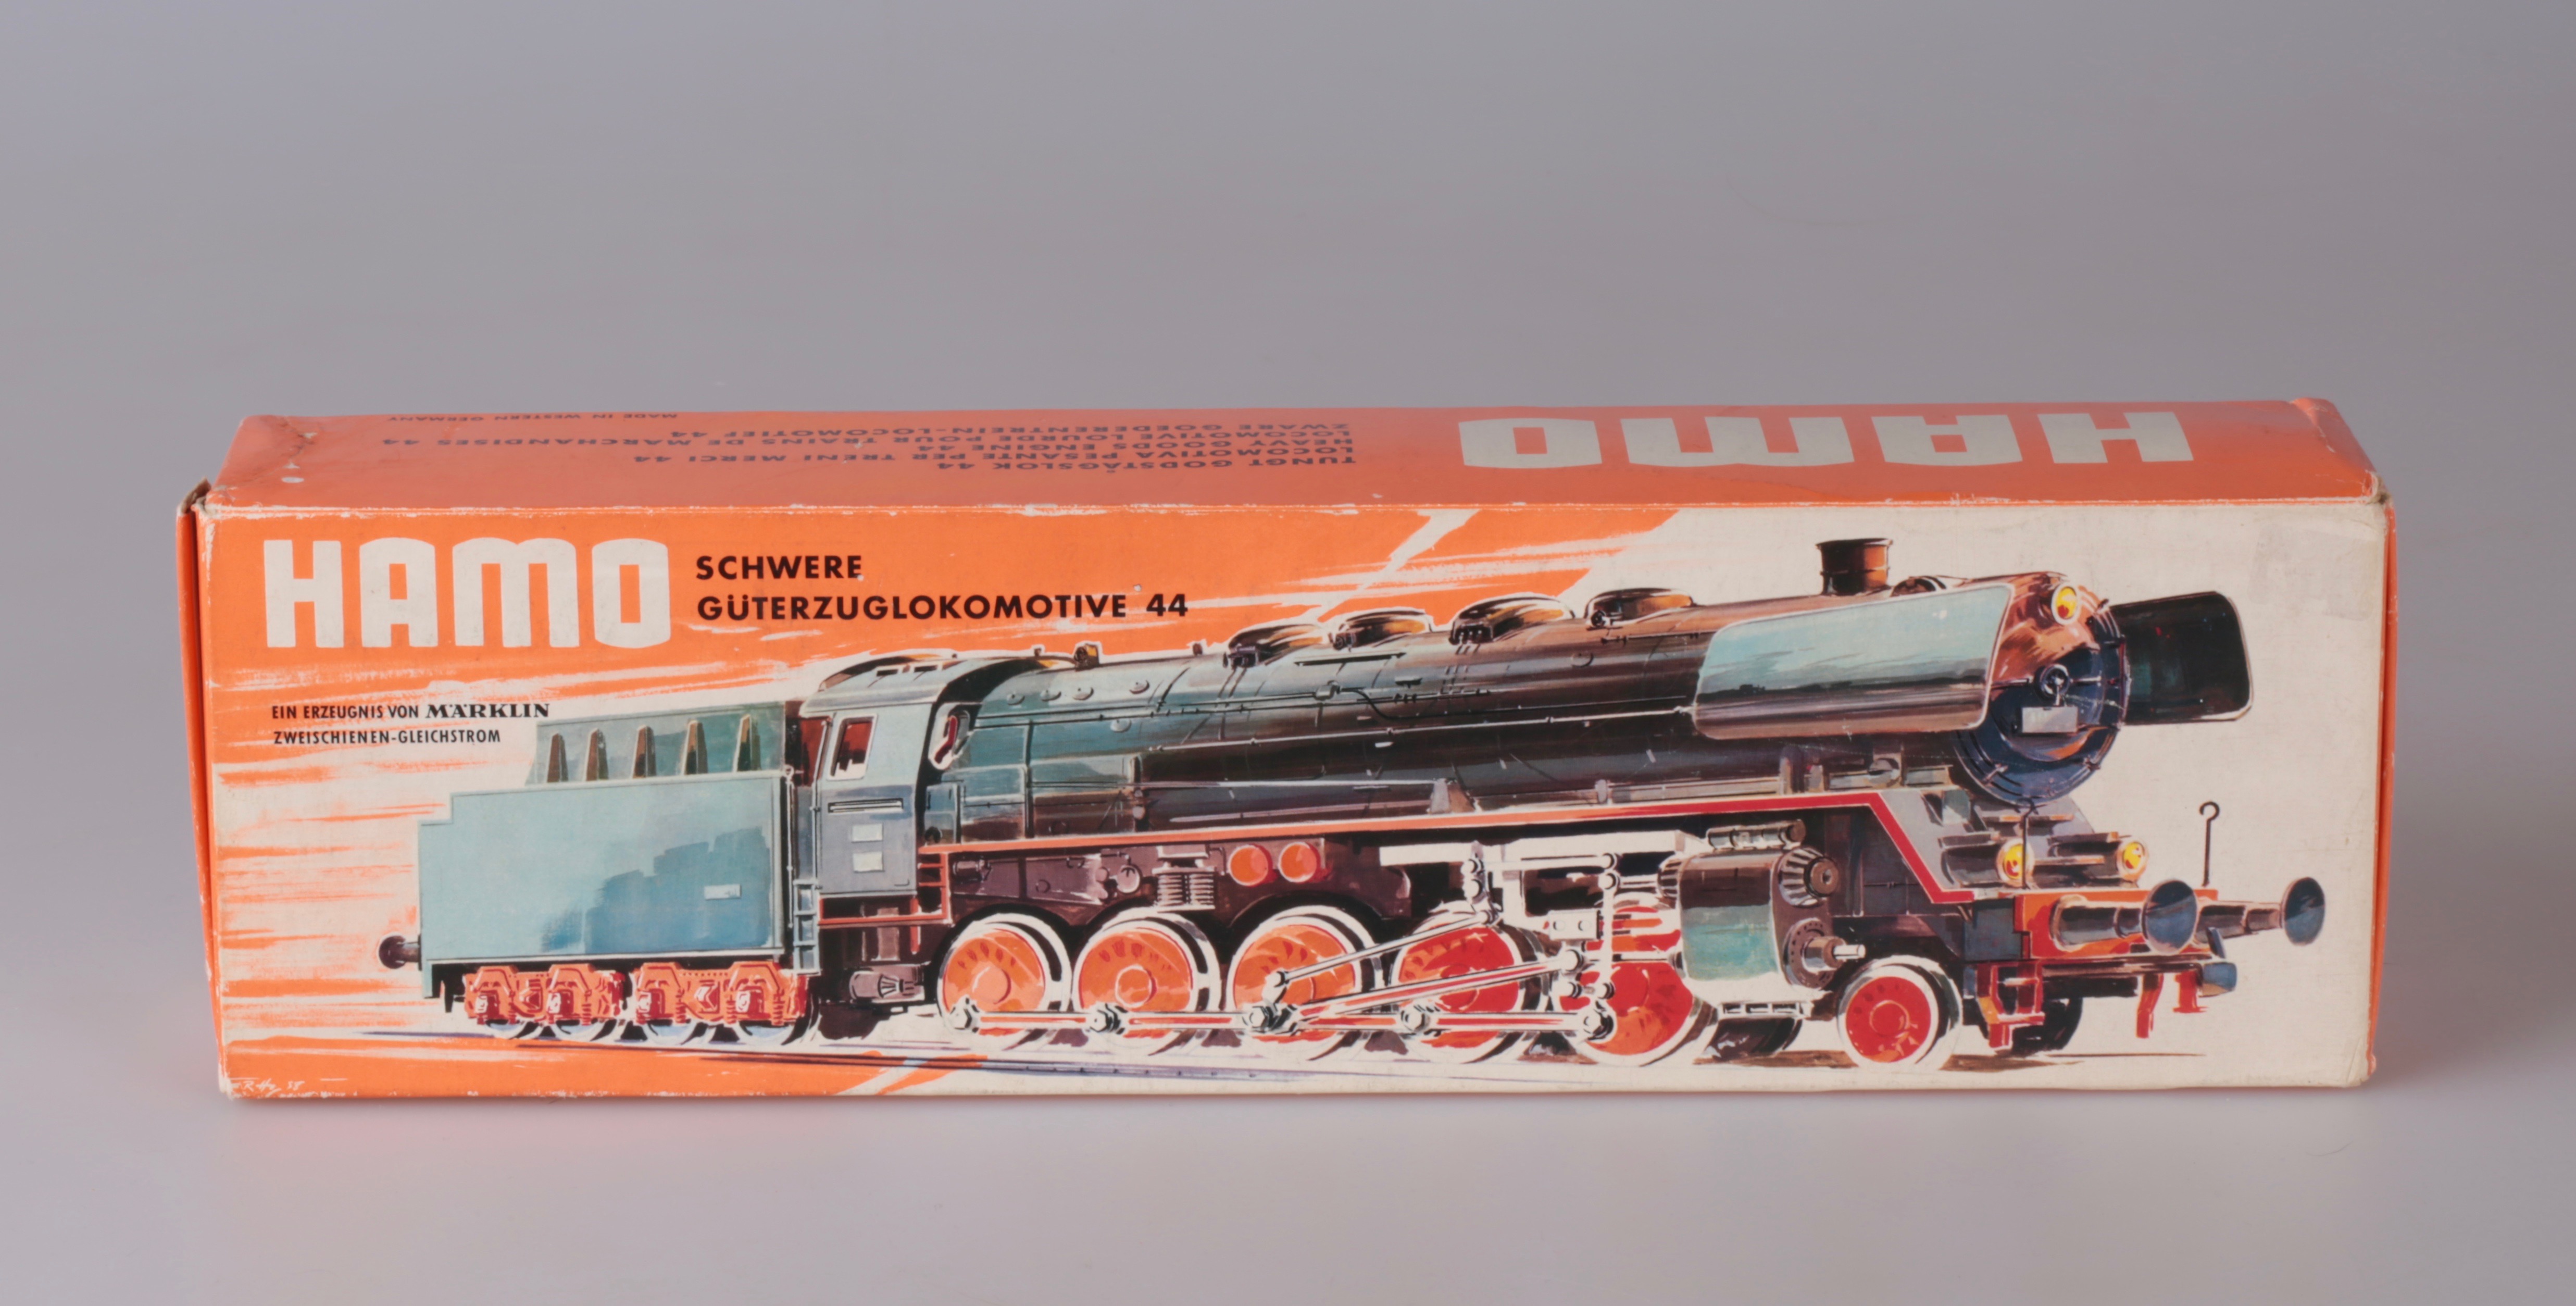 HAMO
TUNGT GODSTÅGSLOK 44
LOCOMOTIVA PESANTE PER TRENI MERCI 44
HEAVY GOODS ENGINE 44
LOCOMOTIVE LOURDE POUR TRAINS DE MARCHANDISES 44
ZWARE GOEDERENTREIN-LOCOMOTIEF 44
MADE IN WESTERN GERMANY
HAMO
SCHWERE
GÜTERZUGLOKOMOTIVE 44
EIN ERZEUGNIS VON MÄRKLIN
ZWEISCHIENEN-GLEICHSTROM